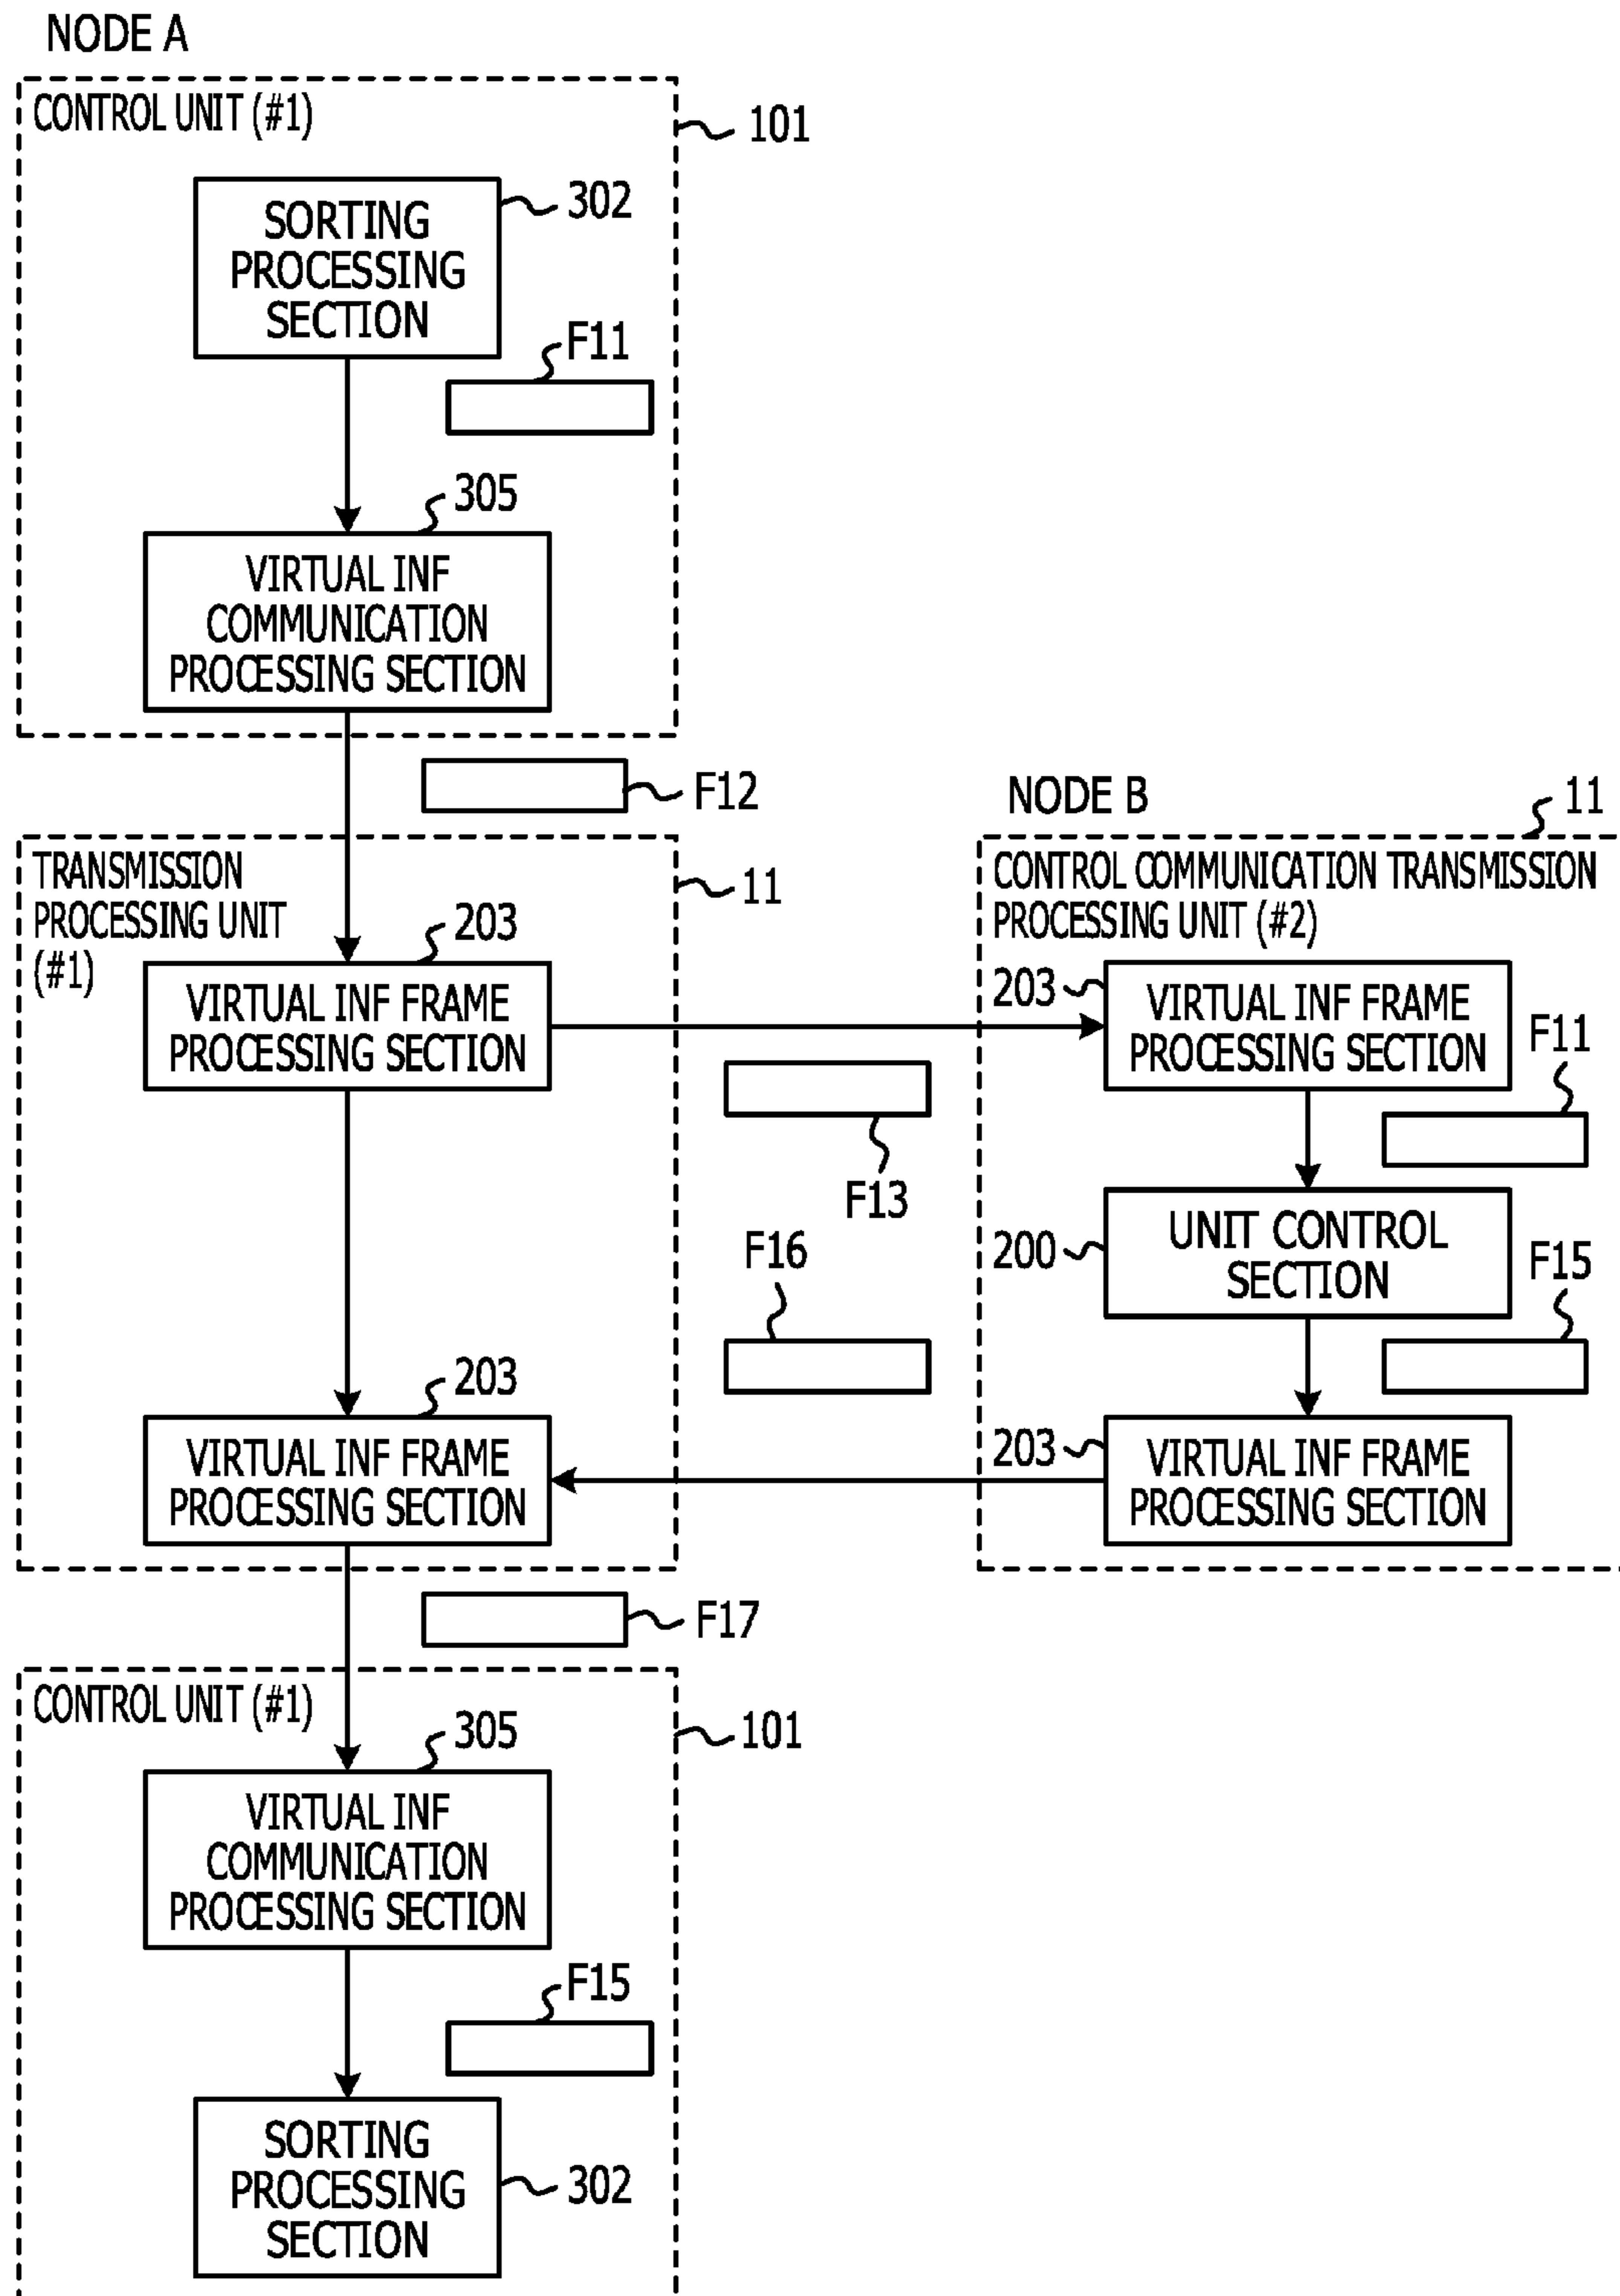 NODE A
CONTROL UNIT (#1)
101
302
SORTING
PROCESSING
SECTION
F11
305
VIRTUAL INF
COMMUNICATION
PROCESSING SECTION
F12
TRANSMISSION
PROCESSING UNIT
(#1)
11
203
VIRTUAL INF FRAME
PROCESSING SECTION
NODE B
11
CONTROL COMMUNICATION TRANSMISSION
PROCESSING UNIT (#2)
203
VIRTUAL INF FRAME
PROCESSING SECTION
F11
F13
F16
200
UNIT CONTROL
SECTION
F15
203
VIRTUAL INF FRAME
PROCESSING SECTION
203
VIRTUAL INF FRAME
PROCESSING SECTION
F17
CONTROL UNIT (#1)
101
305
VIRTUAL INF
COMMUNICATION
PROCESSING SECTION
F15
SORTING
PROCESSING
SECTION
302